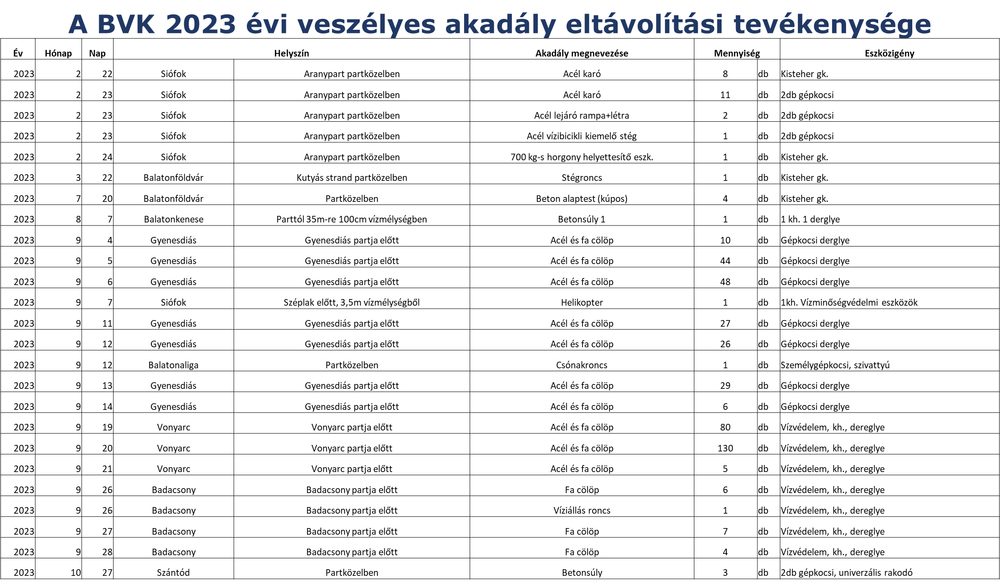 A BVK 2023 évi veszélyes akadály eltávolítási tevékenysége
Év Hónap Nap Helyszín Akadály megnevezése Mennyiség Eszközigény
2023 2 22 Siófok Aranypart partközelben Acél karó 8 db Kisteher gk.
2023 2 23 Siófok Aranypart partközelben Acél karó 11 db 2db gépkocsi
2023 2 23 Siófok Aranypart partközelben Acél lejáró rampa+létra 2 db 2db gépkocsi
2023 2 23 Siófok Aranypart partközelben Acél vízibicikli kiemelő stég 1 db 2db gépkocsi
2023 2 24 Siófok Aranypart partközelben 700 kg-s horgony helyettesítő eszk. 1 db Kisteher gk.
2023 3 22 Balatonföldvár Kutyás strand partközelben Stégroncs 1 db Kisteher gk.
2023 7 20 Balatonföldvár Partközelben Beton alaptest (kúpos) 4 db Kisteher gk.
2023 8 7 Balatonkenese Parttól 35m-re 100cm vízmélységben Betonsúly 1 1 db 1 kh. 1 derglye
2023 9 4 Gyenesdiás Gyenesdiás partja előtt Acél és fa cölöp 10 db Gépkocsi derglye
2023 9 5 Gyenesdiás Gyenesdiás partja előtt Acél és fa cölöp 44 db Gépkocsi derglye
2023 9 6 Gyenesdiás Gyenesdiás partja előtt Acél és fa cölöp 48 db Gépkocsi derglye
2023 9 7 Siófok Széplak előtt, 3,5m vízmélységből Helikopter 1 db 1kh. Vízminőségvédelmi eszközök
2023 9 11 Gyenesdiás Gyenesdiás partja előtt Acél és fa cölöp 27 db Gépkocsi derglye
2023 9 12 Gyenesdiás Gyenesdiás partja előtt Acél és fa cölöp 26 db Gépkocsi derglye
2023 9 12 Balatonaliga Partközelben Csónakroncs 1 db Személygépkocsi, szivattyú
2023 9 13 Gyenesdiás Gyenesdiás partja előtt Acél és fa cölöp 29 db Gépkocsi derglye
2023 9 14 Gyenesdiás Gyenesdiás partja előtt Acél és fa cölöp 6 db Gépkocsi derglye
2023 9 19 Vonyarc Vonyarc partja előtt Acél és fa cölöp 80 db Vízvédelem, kh., dereglye
2023 9 20 Vonyarc Vonyarc partja előtt Acél és fa cölöp 130 db Vízvédelem, kh., dereglye
2023 9 21 Vonyarc Vonyarc partja előtt Acél és fa cölöp 5 db Vízvédelem, kh., dereglye
2023 9 26 Badacsony Badacsony partja előtt Fa cölöp 6 db Vízvédelem, kh., dereglye
2023 9 26 Badacsony Badacsony partja előtt Víziállás roncs 1 db Vízvédelem, kh., dereglye
2023 9 27 Badacsony Badacsony partja előtt Fa cölöp 7 db Vízvédelem, kh., dereglye
2023 9 28 Badacsony Badacsony partja előtt Fa cölöp 4 db Vízvédelem, kh., dereglye
2023 10 27 Szántód Partközelben Betonsúly 3 db 2db gépkocsi, univerzális rakodó